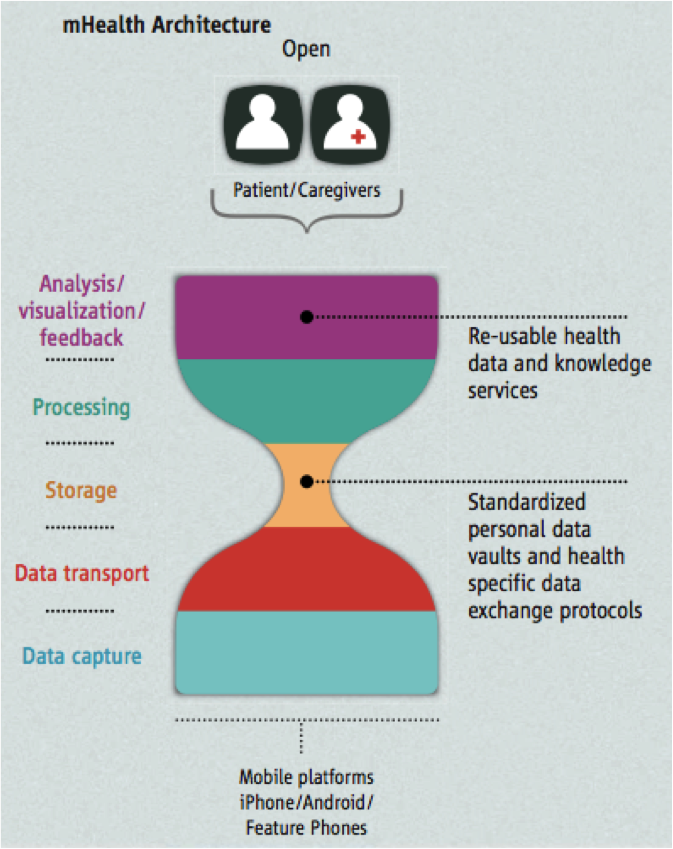 mHealth Architecture
Open
Patient/Caregivers
Analysis/
visualization/
feedback
Processing
Storage
Data transport
Data capture
Re-usable health
data and knowledge
services
Standardized
personal data
vaults and health
specific data
exchange protocols
Mobile platforms
iPhone/Android/
Feature Phones